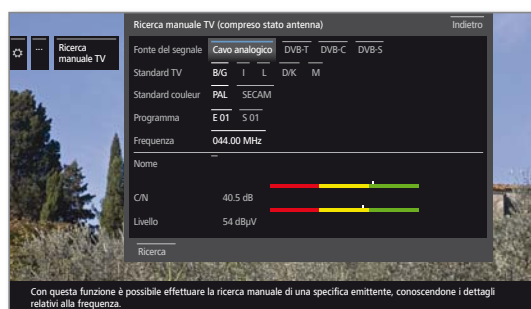 Ricerca manuale TV (compreso stato antenna) Indietro
... Ricerca manuale TV
Fonte del segnale Cavo analogico DVB-T DVB-C DVB-S
Standard TV B/G I L D/K M
Standard couleur PAL SECAM
Programma E 01 S 01
Frequenza 044.00 MHz
Nome –
C/N 40.5 dB
Livello 54 dBµV
Ricerca
Con questa funzione è possibile effettuare la ricerca manuale di una specifica emittente, conoscendone i dettagli
relativi alla frequenza.